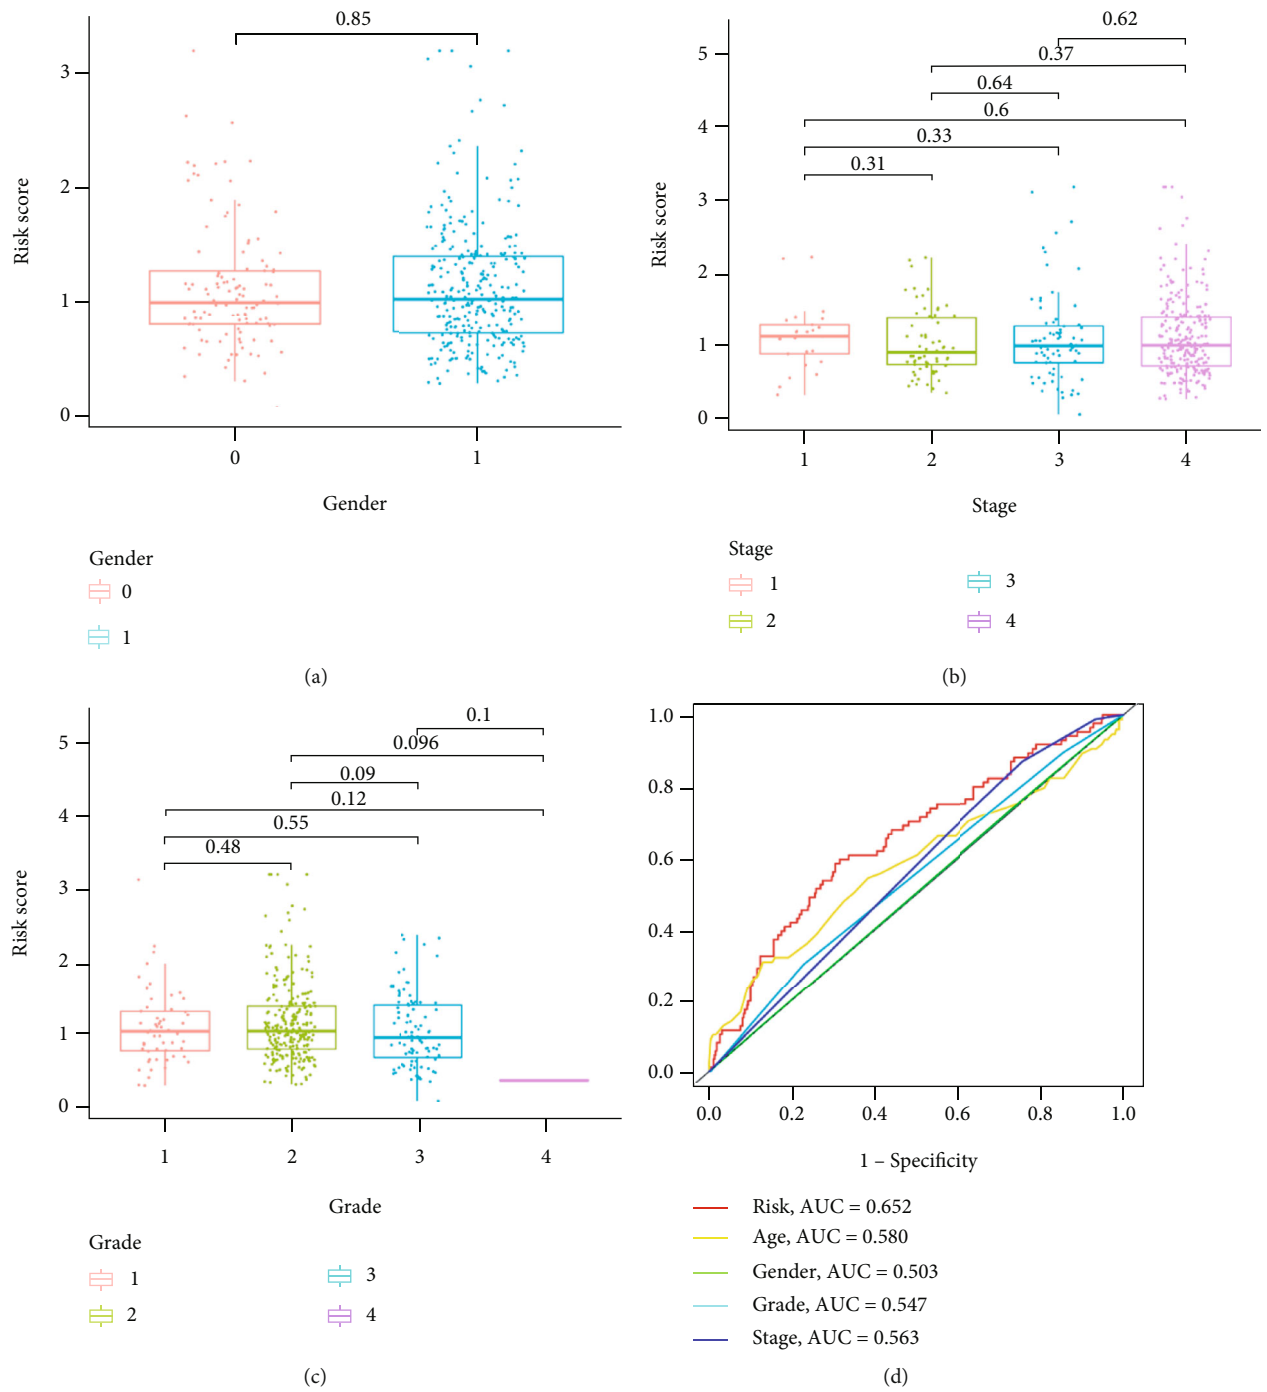 0.85
3
2
1
0
Risk score
0 1
Gender
Gender
0
1
(a)
0.62
0.37
0.64
0.6
0.33
0.31
5
4
3
2
1
0
Risk score
1 2 3 4
Stage
Stage
1 3
2 4
(b)
0.1
0.096
0.09
0.12
0.55
0.48
5
4
3
2
1
0
Risk score
1 2 3 4
Grade
Grade
1 3
2 4
(c)
1.0
0.8
0.6
0.4
0.2
0.0
0.0 0.2 0.4 0.6 0.8 1.0
1 – Specificity
Risk, AUC = 0.652
Age, AUC = 0.580
Gender, AUC = 0.503
Grade, AUC = 0.547
Stage, AUC = 0.563
(d)